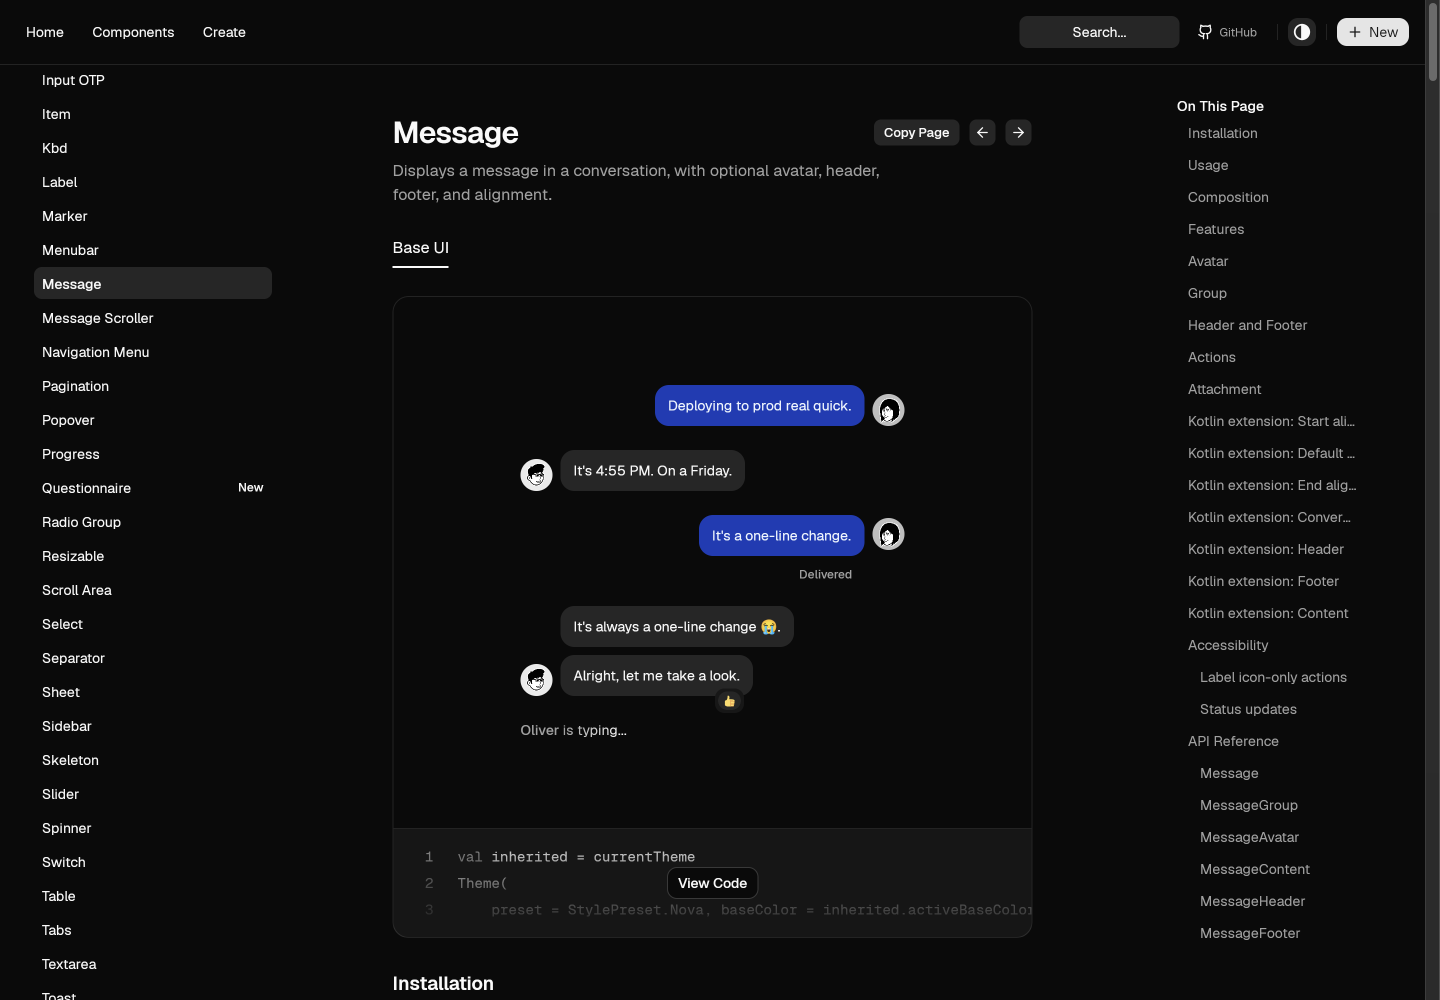 Home
Components
Create
Search...
GitHub
New
Input OTP
Item
Kbd
Label
Marker
Menubar
Message
Message Scroller
Navigation Menu
Pagination
Popover
Progress
Questionnaire
New
Radio Group
Resizable
Scroll Area
Select
Separator
Sheet
Sidebar
Skeleton
Slider
Spinner
Switch
Table
Tabs
Textarea
Toast
Message
Copy Page
Displays a message in a conversation, with optional avatar, header,
footer, and alignment.
Base UI
Deploying to prod real quick.
It's 4:55 PM. On a Friday.
It's a one-line change.
Delivered
It's always a one-line change 😭.
Alright, let me take a look.
👍
Oliver is typing...
1 val inherited = currentTheme
2 Theme(
View Code
3 preset = StylePreset.Nova, baseColor = inherited.activeBaseColor
Installation
On This Page
Installation
Usage
Composition
Features
Avatar
Group
Header and Footer
Actions
Attachment
Kotlin extension: Start ali...
Kotlin extension: Default ...
Kotlin extension: End alig...
Kotlin extension: Conver...
Kotlin extension: Header
Kotlin extension: Footer
Kotlin extension: Content
Accessibility
Label icon-only actions
Status updates
API Reference
Message
MessageGroup
MessageAvatar
MessageContent
MessageHeader
MessageFooter